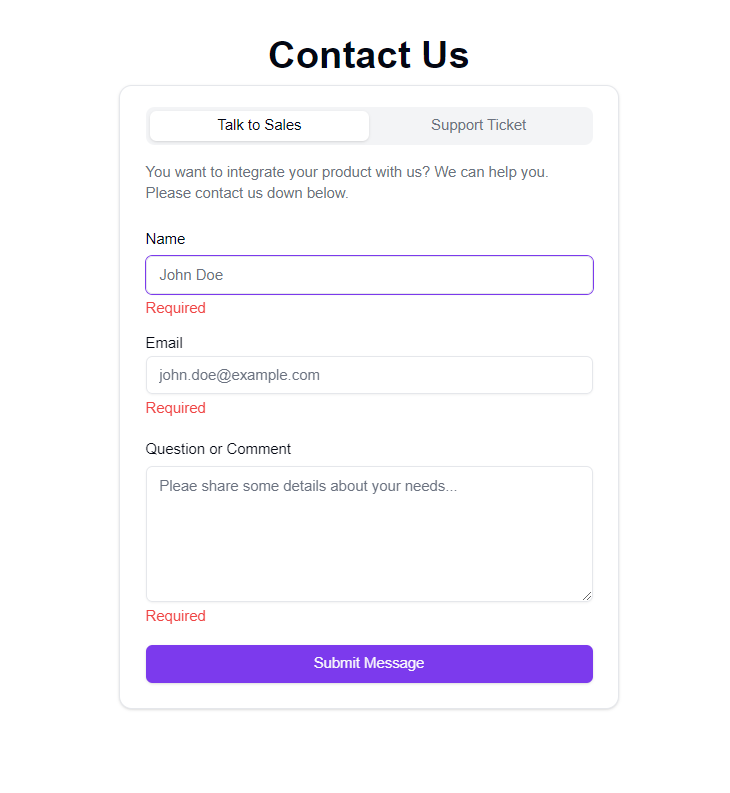 Contact Us
Talk to Sales
Support Ticket
You want to integrate your product with us? We can help you.
Please contact us down below.
Name
John Doe
Required
Email
john.doe@example.com
Required
Question or Comment
Pleae share some details about your needs...
Required
Submit Message